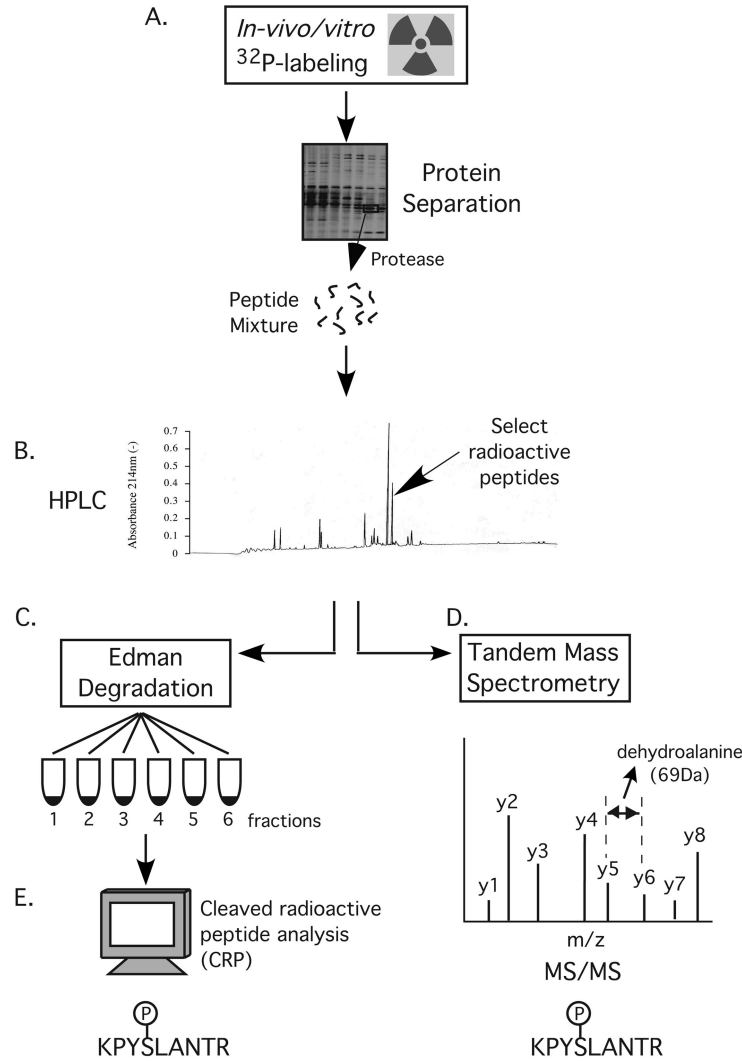 A.
In-vivo/vitro
³²P-labeling
Protein
Separation
Protease
Peptide
Mixture
B.
HPLC
Absorbance 214nm (-)
0.7
0.6
0.5
0.4
0.3
0.2
0.1
0
Select
radioactive
peptides
C.
Edman
Degradation
1 2 3 4 5 6 fractions
D.
Tandem Mass
Spectrometry
dehydroalanine
(69Da)
y1
y2
y3
y4
y5
y6
y7
y8
m/z
MS/MS
E.
Cleaved radioactive
peptide analysis
(CRP)
P
KPYSLANTR
P
KPYSLANTR